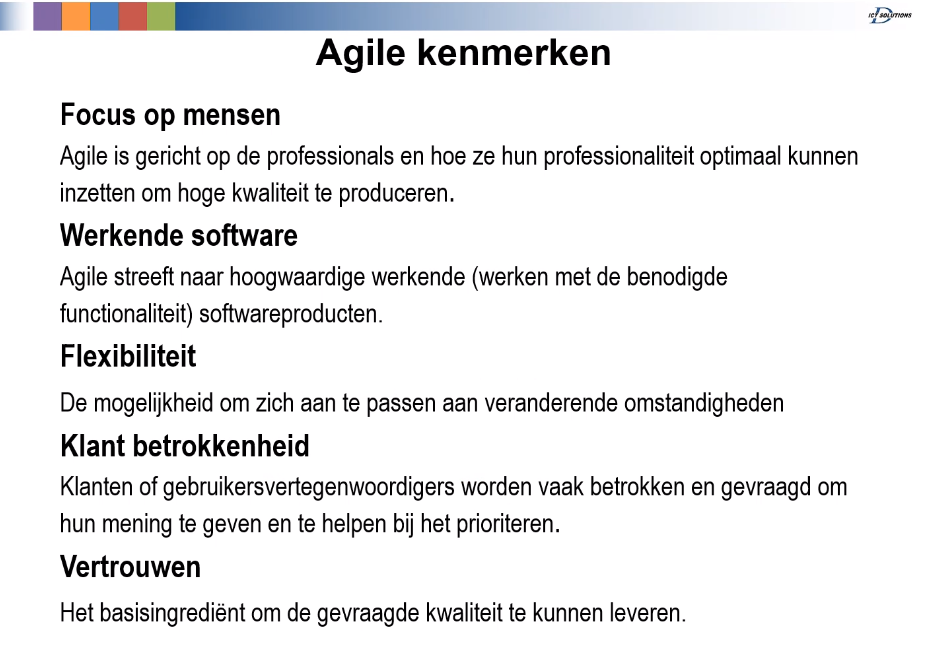 ICT SOLUTIONS
Agile kenmerken
Focus op mensen
Agile is gericht op de professionals en hoe ze hun professionaliteit optimaal kunnen
inzetten om hoge kwaliteit te produceren.
Werkende software
Agile streeft naar hoogwaardige werkende (werken met de benodigde
functionaliteit) softwareproducten.
Flexibiliteit
De mogelijkheid om zich aan te passen aan veranderende omstandigheden
Klant betrokkenheid
Klanten of gebruikersvertegenwoordigers worden vaak betrokken en gevraagd om
hun mening te geven en te helpen bij het prioriteren.
Vertrouwen
Het basisingrediënt om de gevraagde kwaliteit te kunnen leveren.